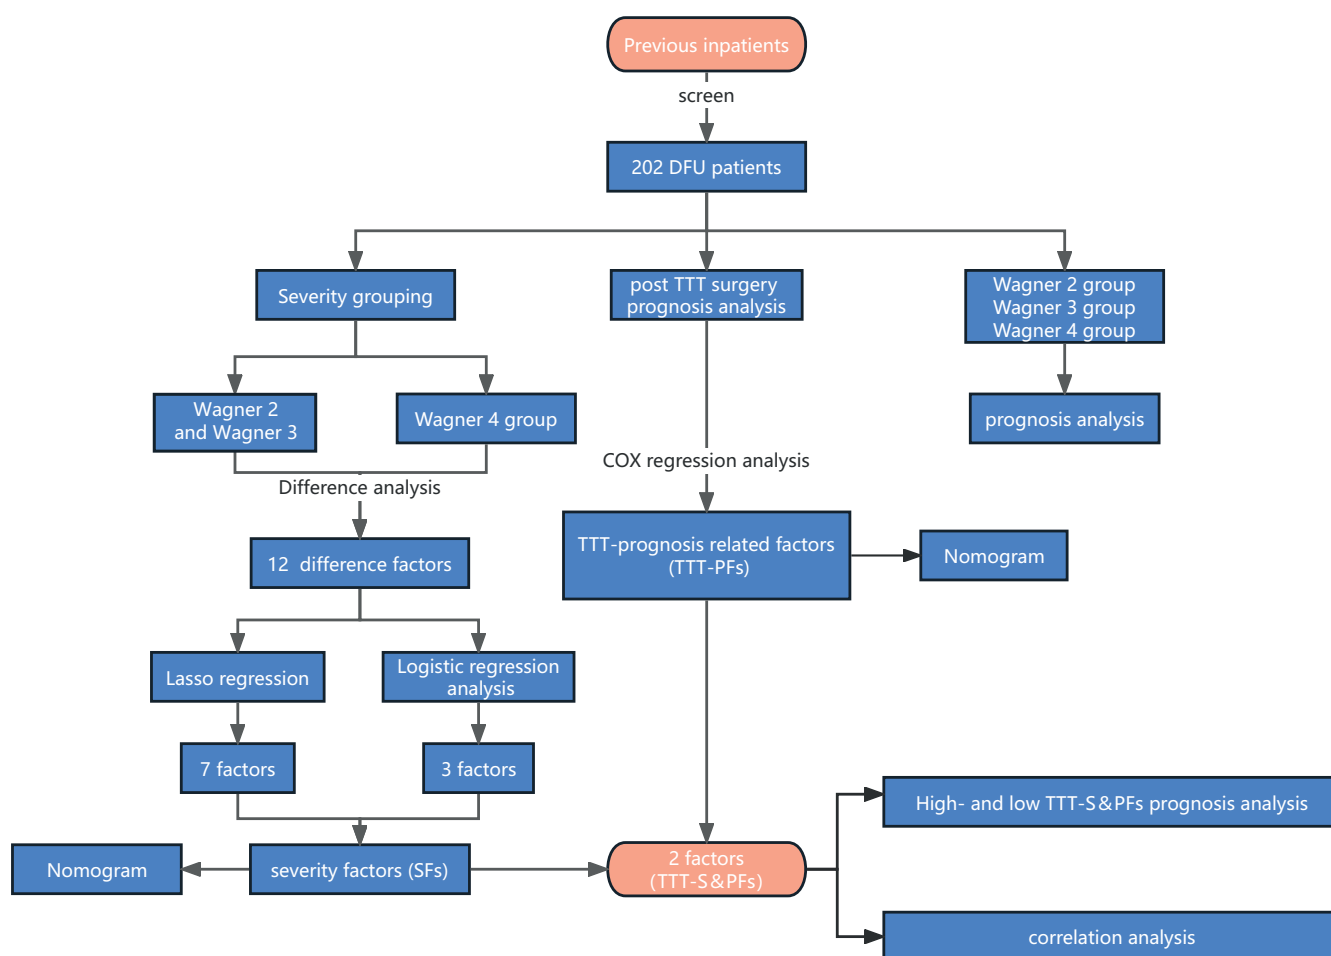 Previous inpatients
screen
202 DFU patients
Severity grouping
post TTT surgery
prognosis analysis
Wagner 2 group
Wagner 3 group
Wagner 4 group
Wagner 2
and Wagner 3
Wagner 4 group
prognosis analysis
COX regression analysis
Difference analysis
12 difference factors
TTT-prognosis related factors
(TTT-PFs)
Nomogram
Lasso regression
Logistic regression
analysis
7 factors
3 factors
High- and low TTT-S&PFs prognosis analysis
Nomogram
severity factors (SFs)
2 factors
(TTT-S&PFs)
correlation analysis